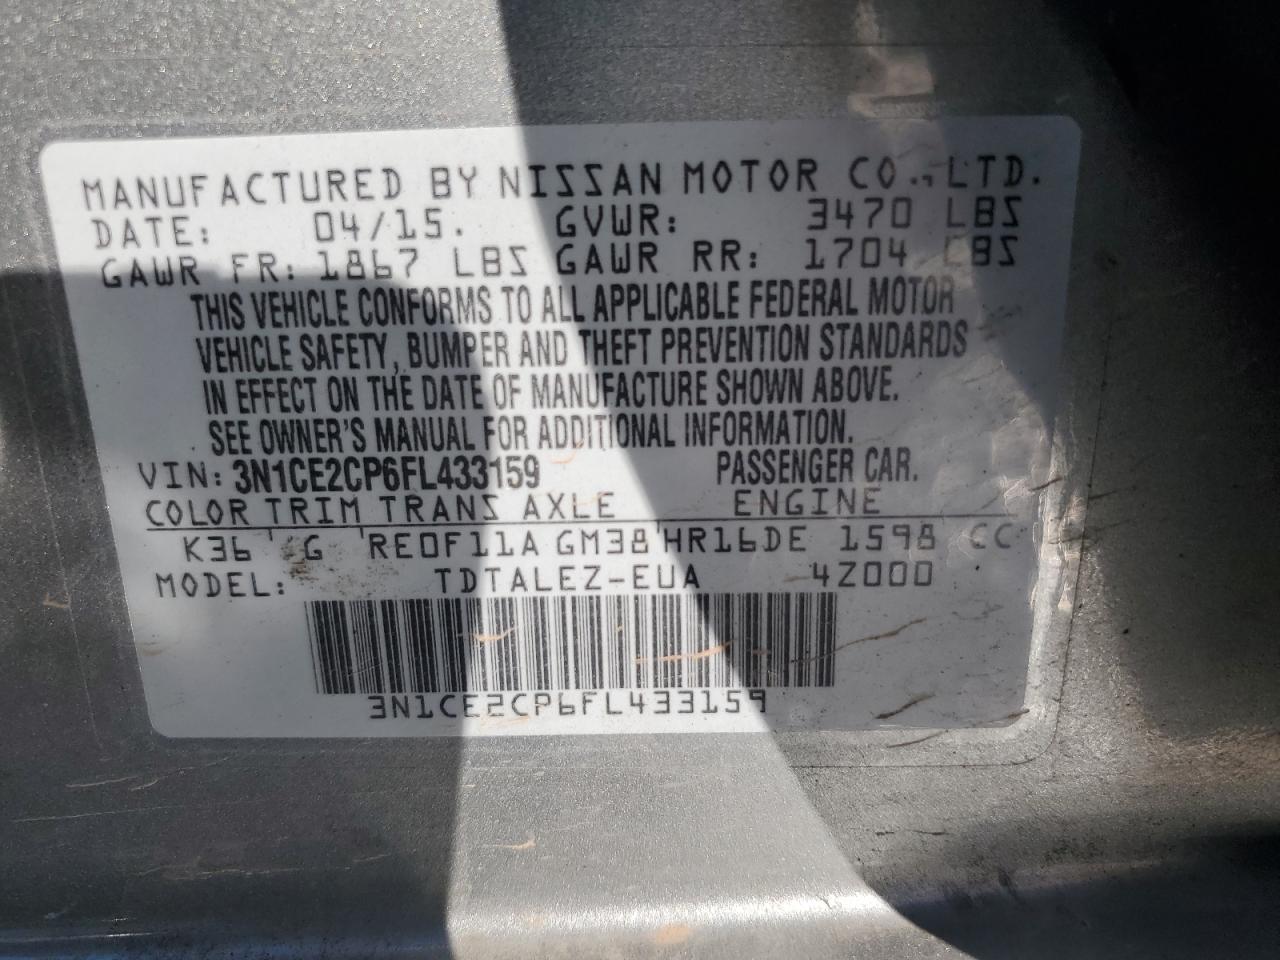 MANUFACTURED BY NISSAN MOTOR CO., LTD.
DATE: 04/15. GVWR: 3470 LBS
GAWR FR: 1867 LBS GAWR RR: 1704 LBS
THIS VEHICLE CONFORMS TO ALL APPLICABLE FEDERAL MOTOR
VEHICLE SAFETY, BUMPER AND THEFT PREVENTION STANDARDS
IN EFFECT ON THE DATE OF MANUFACTURE SHOWN ABOVE.
SEE OWNER'S MANUAL FOR ADDITIONAL INFORMATION.
VIN: 3N1CE2CP6FL433159 PASSENGER CAR.
COLOR TRIM TRANS AXLE ENGINE
K36 G RE0F11A GM38 HR16DE 1598 CC
MODEL: TDTALEZ-EUA 4Z000
3N1CE2CP6FL433159